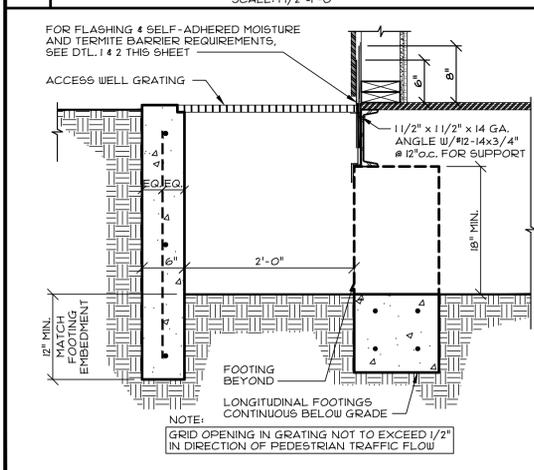 SCALE: 1 1/2"=1'-0"
FOR FLASHING & SELF-ADHERED MOISTURE
AND TERMITE BARRIER REQUIREMENTS,
SEE DTL. 1 & 2 THIS SHEET
ACCESS WELL GRATING
6"
8"
1 1/2" x 1 1/2" x 14 GA.
ANGLE W/#12-14x3/4"
@ 12"o.c. FOR SUPPORT
EQ. EQ.
6"
2'-0"
18" MIN.
12" MIN.
MATCH
FOOTING
EMBEDMENT
FOOTING
BEYOND
LONGITUDINAL FOOTINGS
CONTINUOUS BELOW GRADE
NOTE:
GRID OPENING IN GRATING NOT TO EXCEED 1/2"
IN DIRECTION OF PEDESTRIAN TRAFFIC FLOW